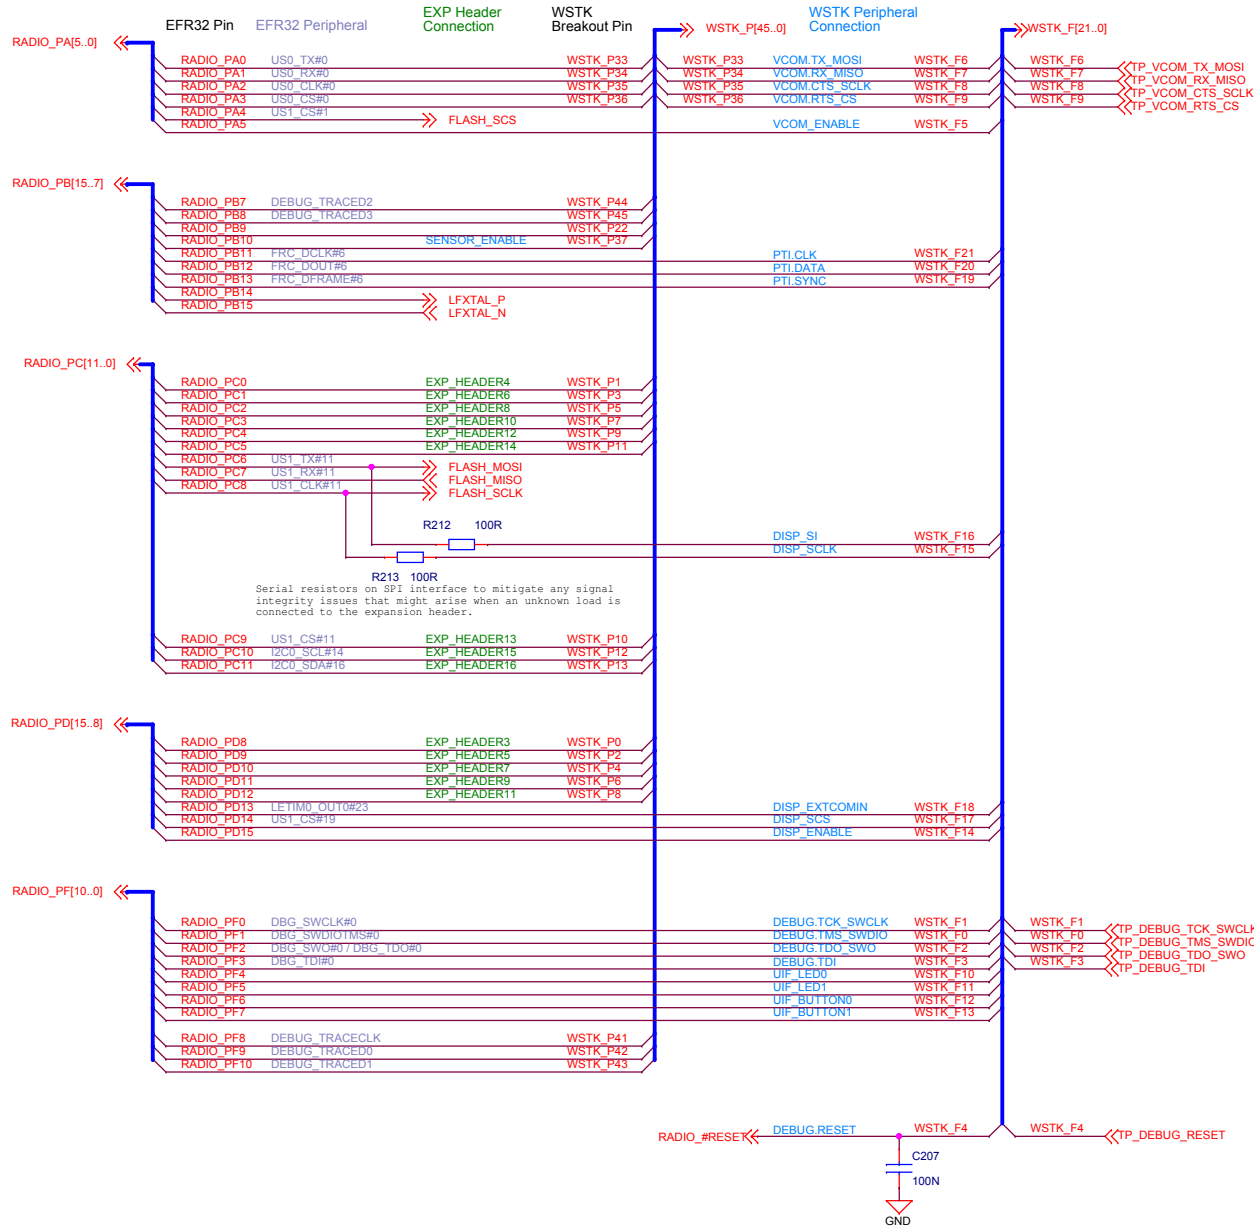 EFR32 Pin EFR32 Peripheral EXP Header Connection WSTK Breakout Pin WSTK Peripheral Connection
RADIO_PA[5..0] WSTK_P[45..0] WSTK_F[21..0]
RADIO_PA0 US0_TX#0 WSTK_P33 WSTK_P33 VCOM.TX_MOSI WSTK_F6 WSTK_F6 TP_VCOM_TX_MOSI
RADIO_PA1 US0_RX#0 WSTK_P34 WSTK_P34 VCOM.RX_MISO WSTK_F7 WSTK_F7 TP_VCOM_RX_MISO
RADIO_PA2 US0_CLK#0 WSTK_P35 WSTK_P35 VCOM.CTS_SCLK WSTK_F8 WSTK_F8 TP_VCOM_CTS_SCLK
RADIO_PA3 US0_CS#0 WSTK_P36 WSTK_P36 VCOM.RTS_CS WSTK_F9 WSTK_F9 TP_VCOM_RTS_CS
RADIO_PA4 US1_CS#1 FLASH_SCS
RADIO_PA5 VCOM_ENABLE WSTK_F5
RADIO_PB[15..7]
RADIO_PB7 DEBUG_TRACED2 WSTK_P44
RADIO_PB8 DEBUG_TRACED3 WSTK_P45
RADIO_PB9 WSTK_P22
RADIO_PB10 SENSOR_ENABLE WSTK_P37
RADIO_PB11 FRC_DCLK#6 PTI.CLK WSTK_F21
RADIO_PB12 FRC_DOUT#6 PTI.DATA WSTK_F20
RADIO_PB13 FRC_DFRAME#6 PTI.SYNC WSTK_F19
RADIO_PB14 LFXTAL_P
RADIO_PB15 LFXTAL_N
RADIO_PC[11..0]
RADIO_PC0 EXP_HEADER4 WSTK_P1
RADIO_PC1 EXP_HEADER6 WSTK_P3
RADIO_PC2 EXP_HEADER8 WSTK_P5
RADIO_PC3 EXP_HEADER10 WSTK_P7
RADIO_PC4 EXP_HEADER12 WSTK_P9
RADIO_PC5 EXP_HEADER14 WSTK_P11
RADIO_PC6 US1_TX#11 FLASH_MOSI
RADIO_PC7 US1_RX#11 FLASH_MISO
RADIO_PC8 US1_CLK#11 FLASH_SCLK
R212 100R DISP_SI WSTK_F16
DISP_SCLK WSTK_F15
R213 100R
Serial resistors on SPI interface to mitigate any signal
integrity issues that might arise when an unknown load is
connected to the expansion header.
RADIO_PC9 US1_CS#11 EXP_HEADER13 WSTK_P10
RADIO_PC10 I2C0_SCL#14 EXP_HEADER15 WSTK_P12
RADIO_PC11 I2C0_SDA#16 EXP_HEADER16 WSTK_P13
RADIO_PD[15..8]
RADIO_PD8 EXP_HEADER3 WSTK_P0
RADIO_PD9 EXP_HEADER5 WSTK_P2
RADIO_PD10 EXP_HEADER7 WSTK_P4
RADIO_PD11 EXP_HEADER9 WSTK_P6
RADIO_PD12 EXP_HEADER11 WSTK_P8
RADIO_PD13 LETIM0_OUT0#23 DISP_EXTCOMIN WSTK_F18
RADIO_PD14 US1_CS#19 DISP_SCS WSTK_F17
RADIO_PD15 DISP_ENABLE WSTK_F14
RADIO_PF[10..0]
RADIO_PF0 DBG_SWCLK#0 DEBUG.TCK_SWCLK WSTK_F1 WSTK_F1 TP_DEBUG_TCK_SWCLK
RADIO_PF1 DBG_SWDIOTMS#0 DEBUG.TMS_SWDIO WSTK_F0 WSTK_F0 TP_DEBUG_TMS_SWDIO
RADIO_PF2 DBG_SWO#0 / DBG_TDO#0 DEBUG.TDO_SWO WSTK_F2 WSTK_F2 TP_DEBUG_TDO_SWO
RADIO_PF3 DBG_TDI#0 DEBUG.TDI WSTK_F3 WSTK_F3 TP_DEBUG_TDI
RADIO_PF4 UIF_LED0 WSTK_F10
RADIO_PF5 UIF_LED1 WSTK_F11
RADIO_PF6 UIF_BUTTON0 WSTK_F12
RADIO_PF7 UIF_BUTTON1 WSTK_F13
RADIO_PF8 DEBUG_TRACECLK WSTK_P41
RADIO_PF9 DEBUG_TRACED0 WSTK_P42
RADIO_PF10 DEBUG_TRACED1 WSTK_P43
RADIO_#RESET DEBUG.RESET WSTK_F4 WSTK_F4 TP_DEBUG_RESET
C207
100N
GND